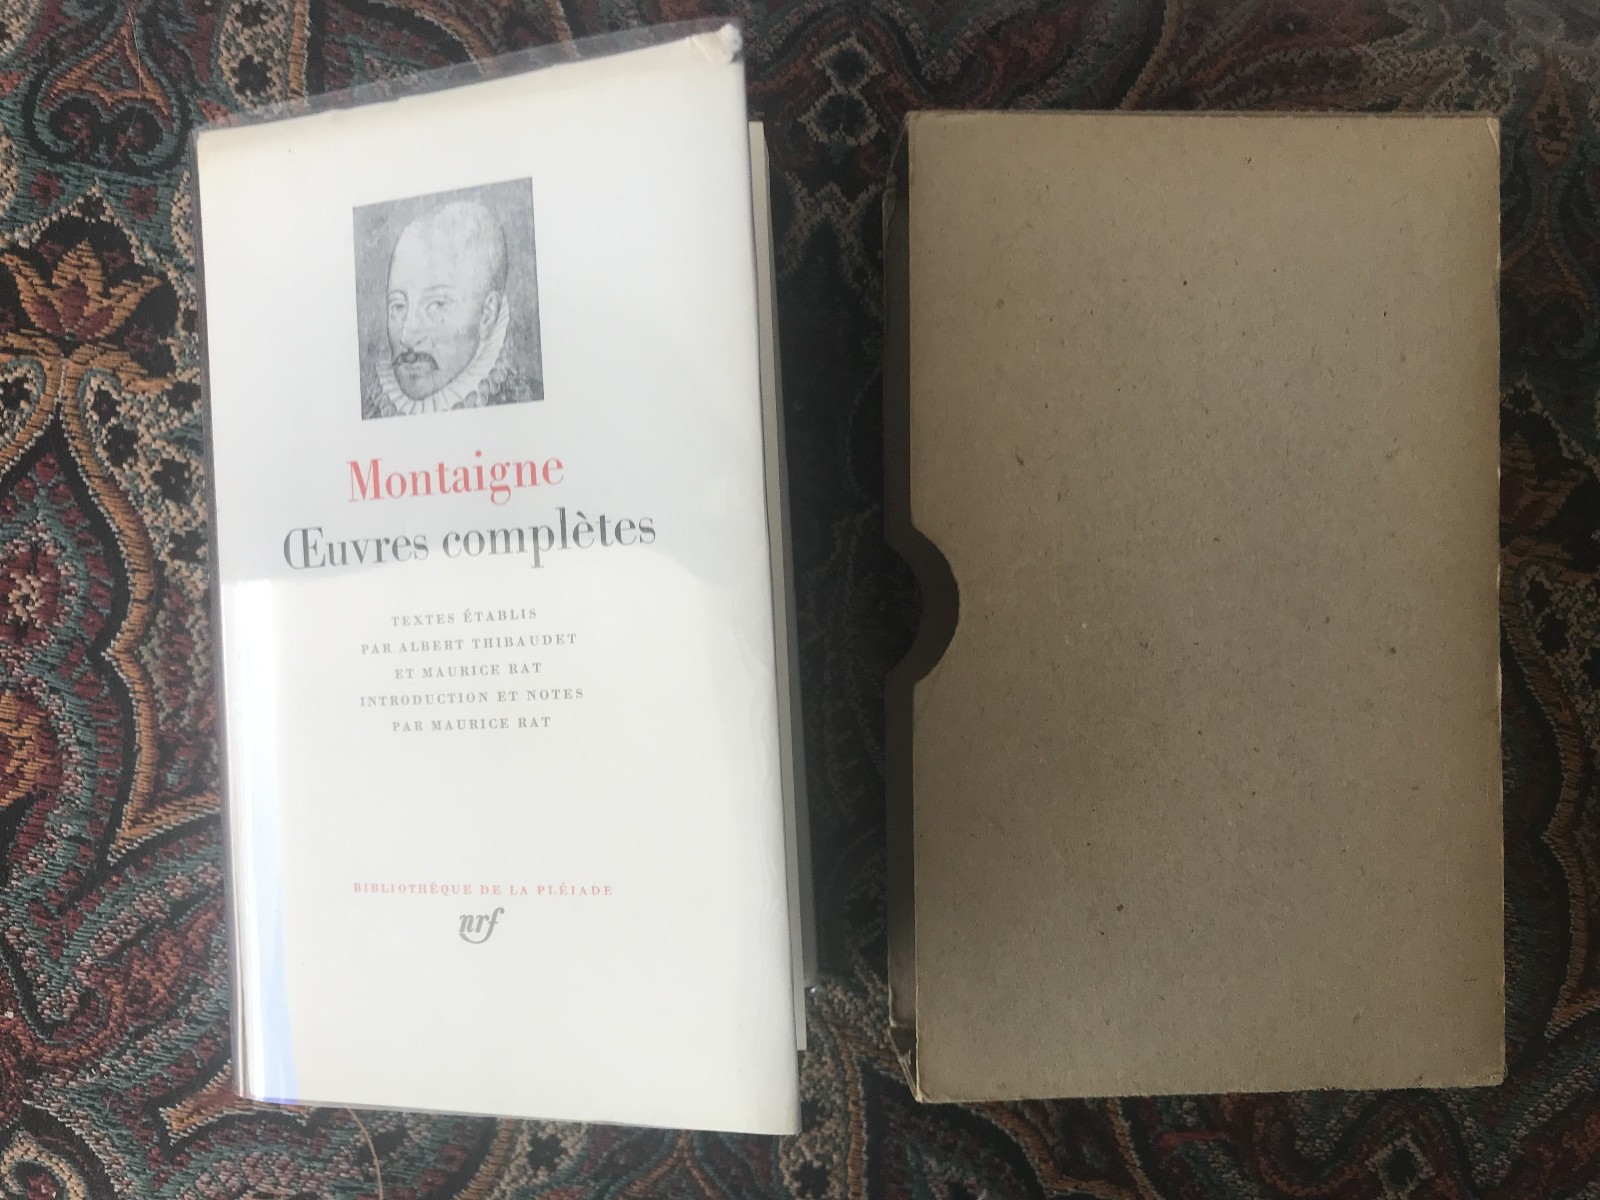 Montaigne
Œuvres complètes
TEXTES ÉTABLIS
PAR ALBERT THIBAUDET
ET MAURICE RAT
INTRODUCTION ET NOTES
PAR MAURICE RAT
BIBLIOTHÈQUE DE LA PLÉIADE
nrf